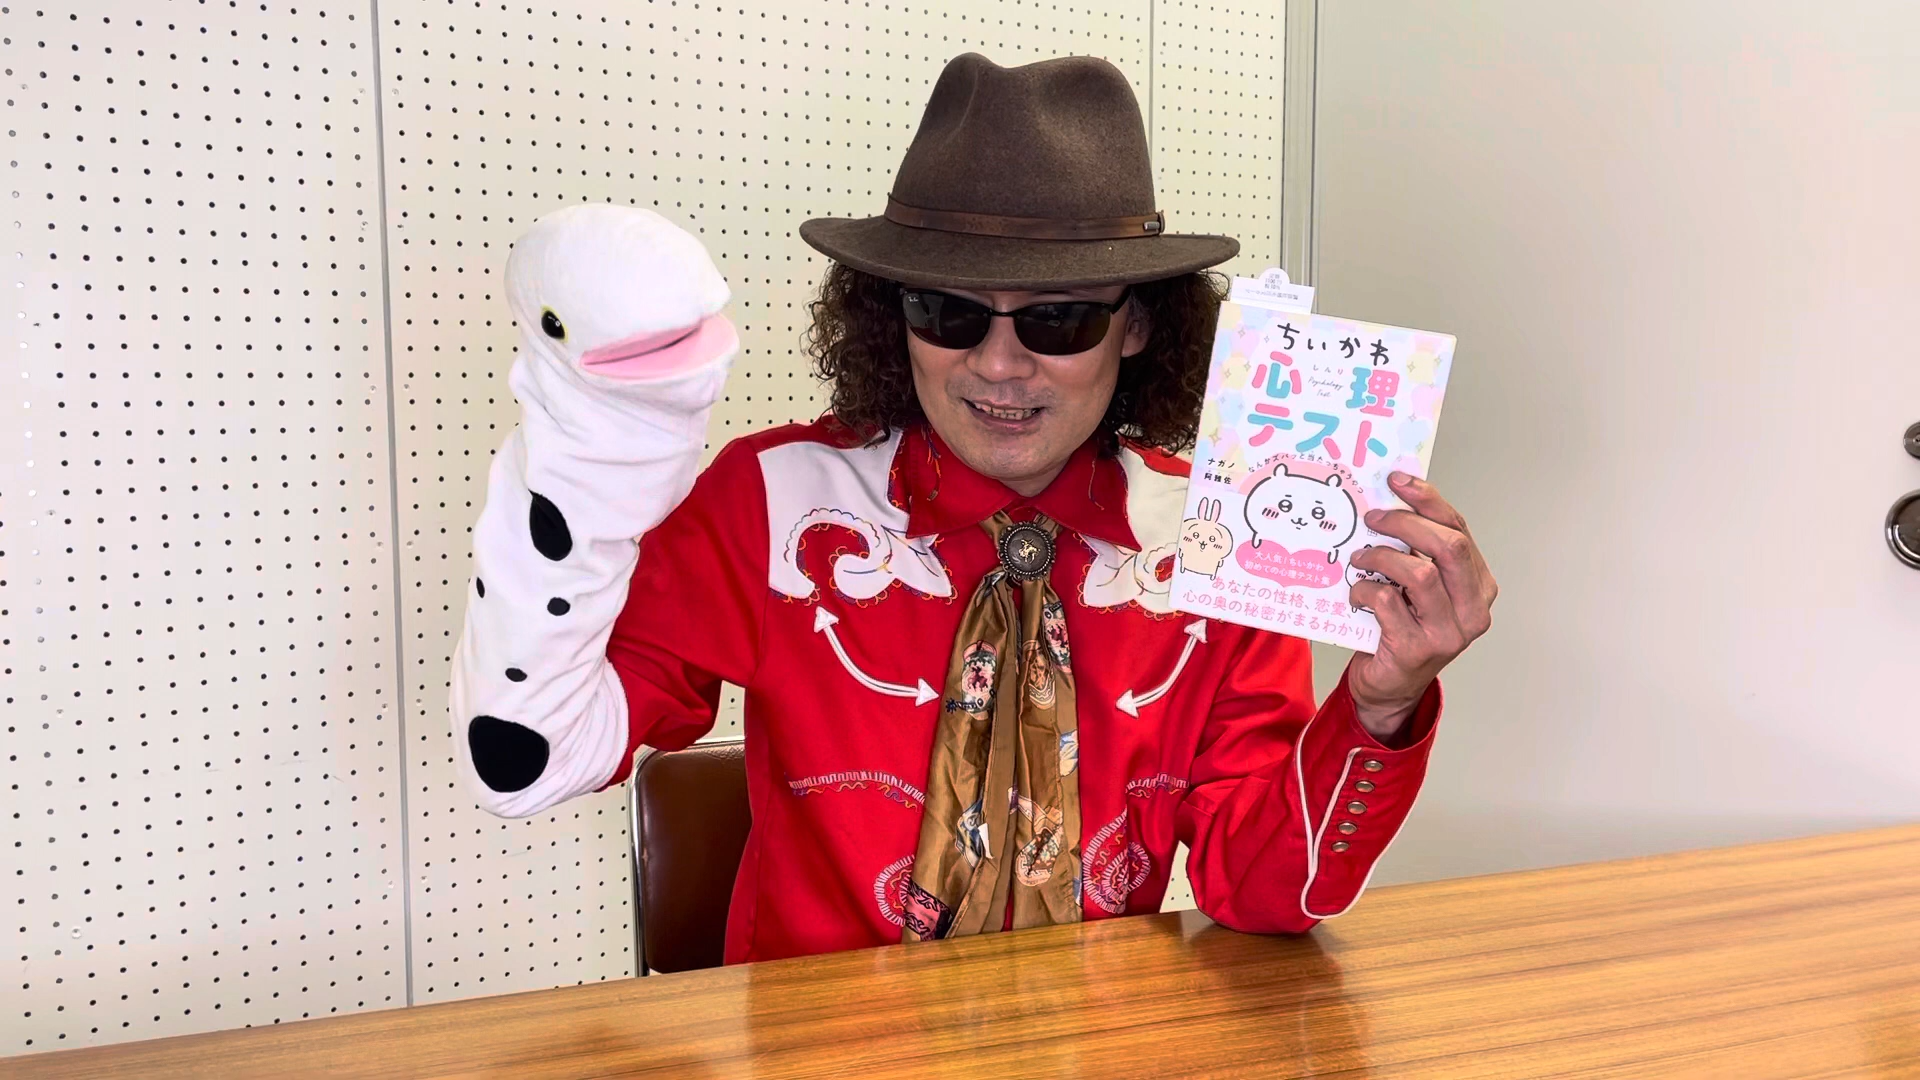 ちいかわ
しんり
心理
Psychology
Test
テスト
なんかズバッと当たっちゃうやつ
ナガノ
阿雅佐
大人気!ちいかわ
初めての心理テスト集
あなたの性格、恋愛、
心の奥の秘密がまるわかり!